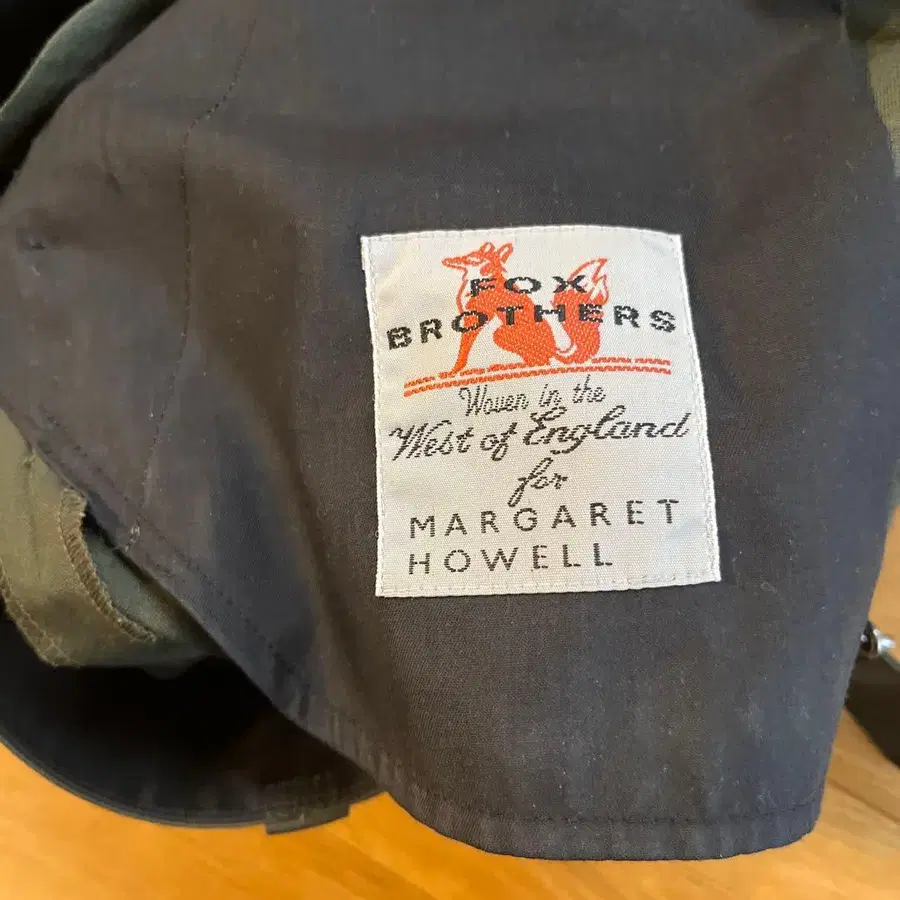 FOX
BROTHERS
Woven in the
West of England
for
MARGARET
HOWELL